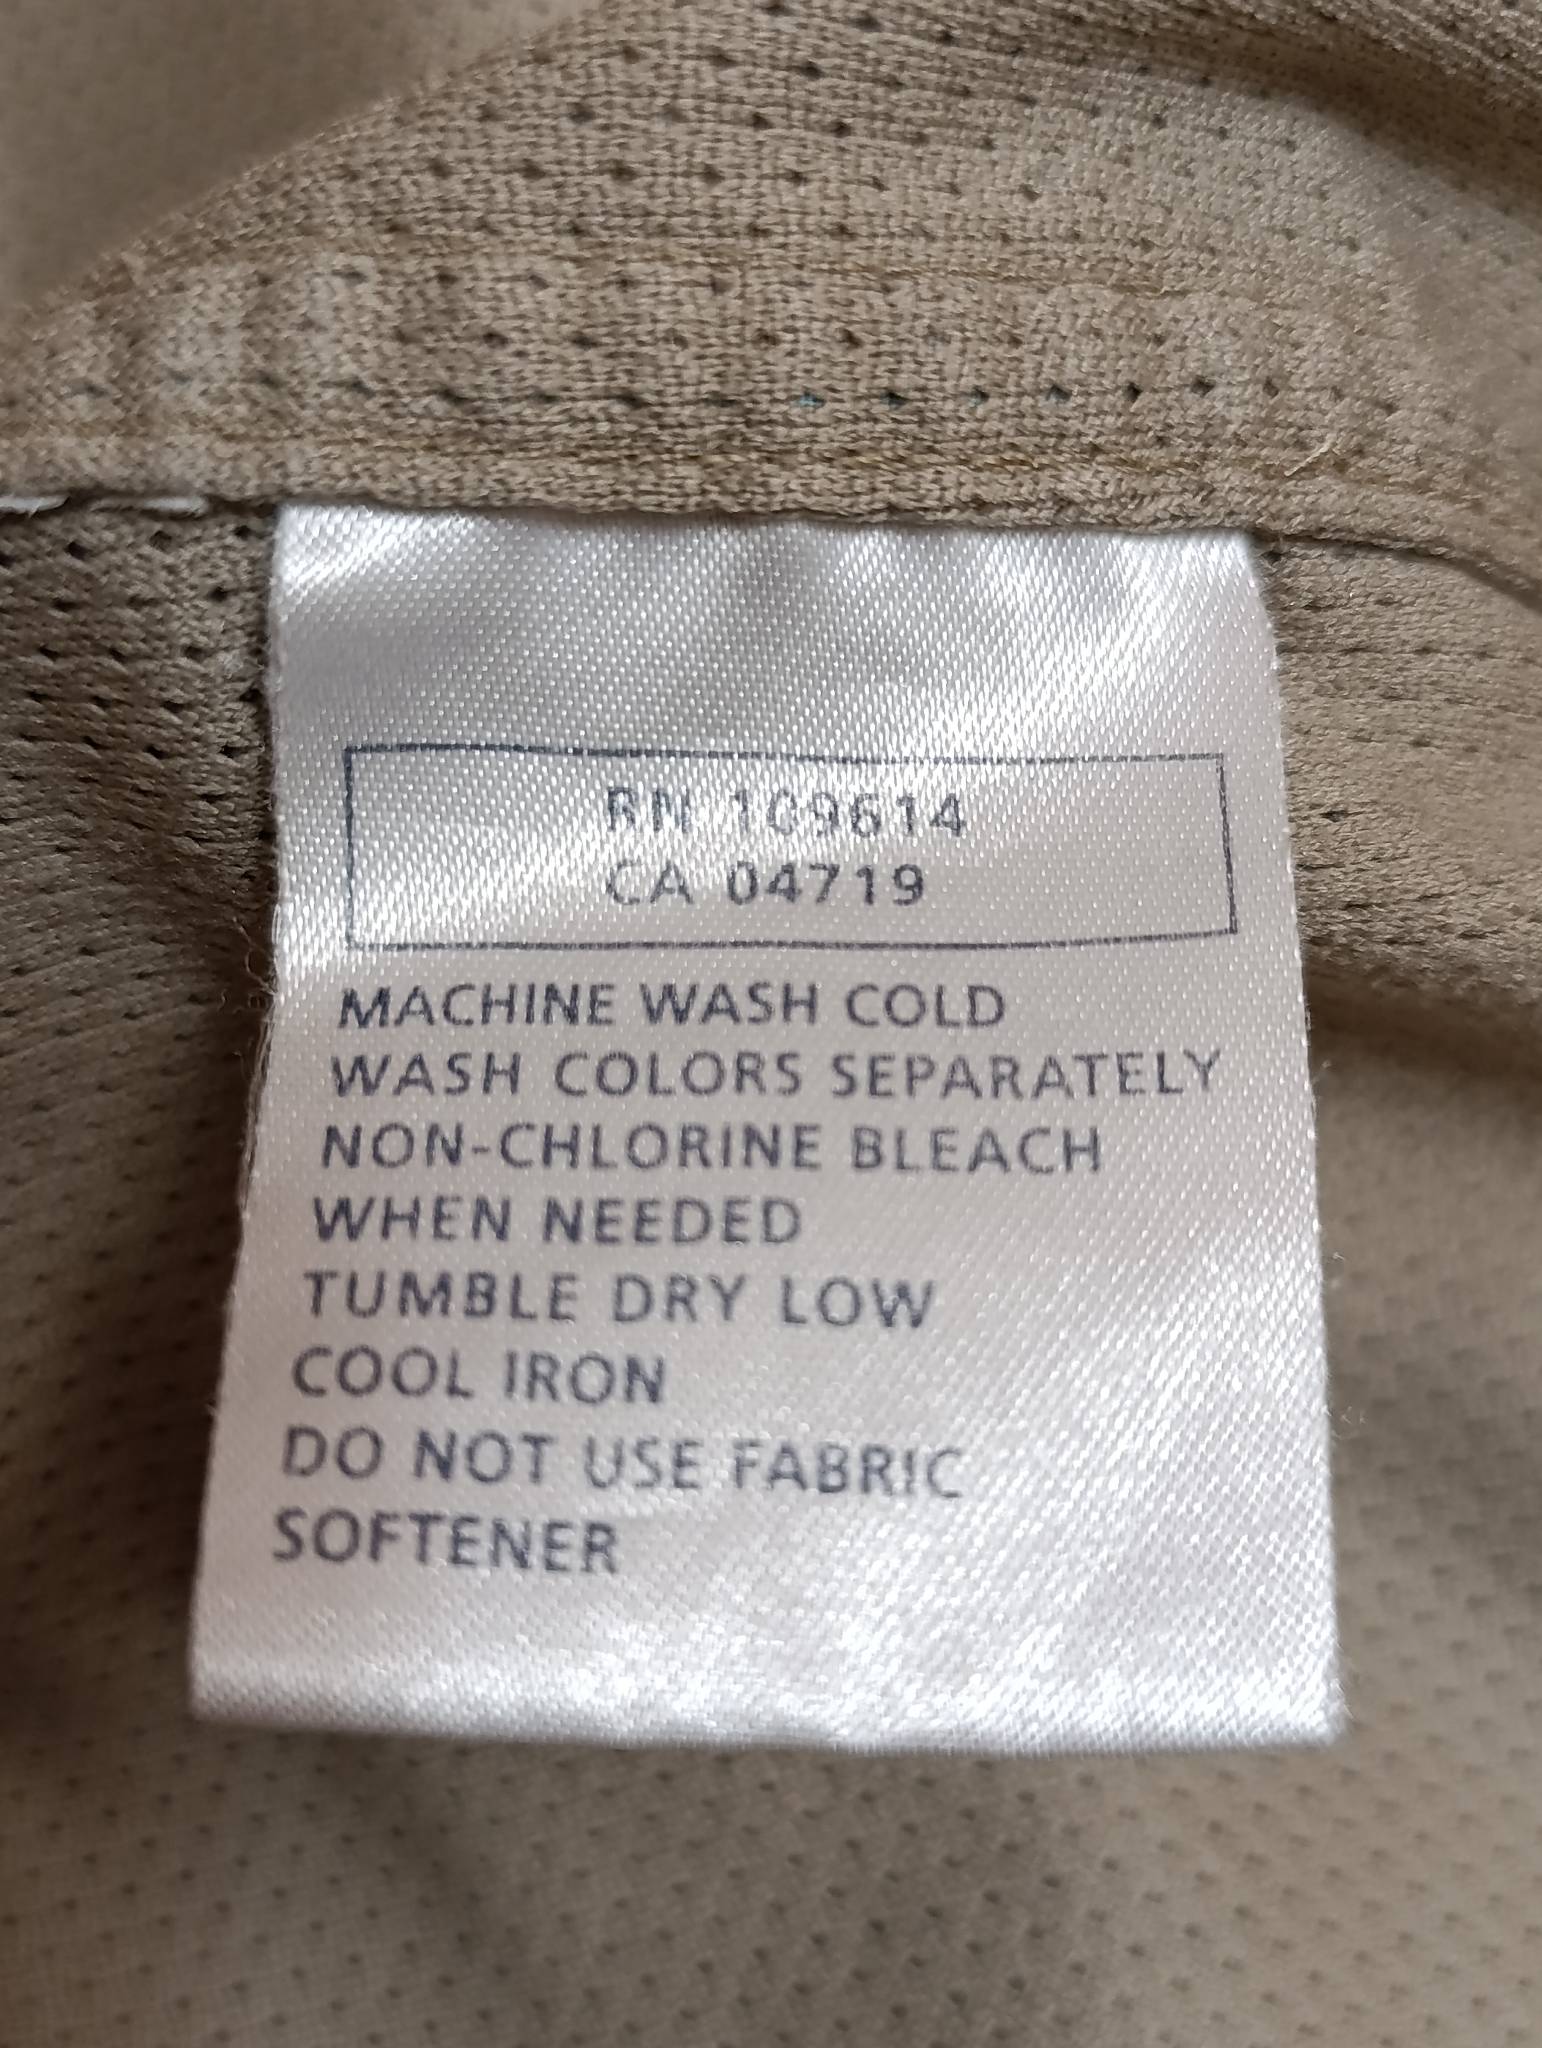 RN 109614
CA 04719
MACHINE WASH COLD
WASH COLORS SEPARATELY
NON-CHLORINE BLEACH
WHEN NEEDED
TUMBLE DRY LOW
COOL IRON
DO NOT USE FABRIC
SOFTENER